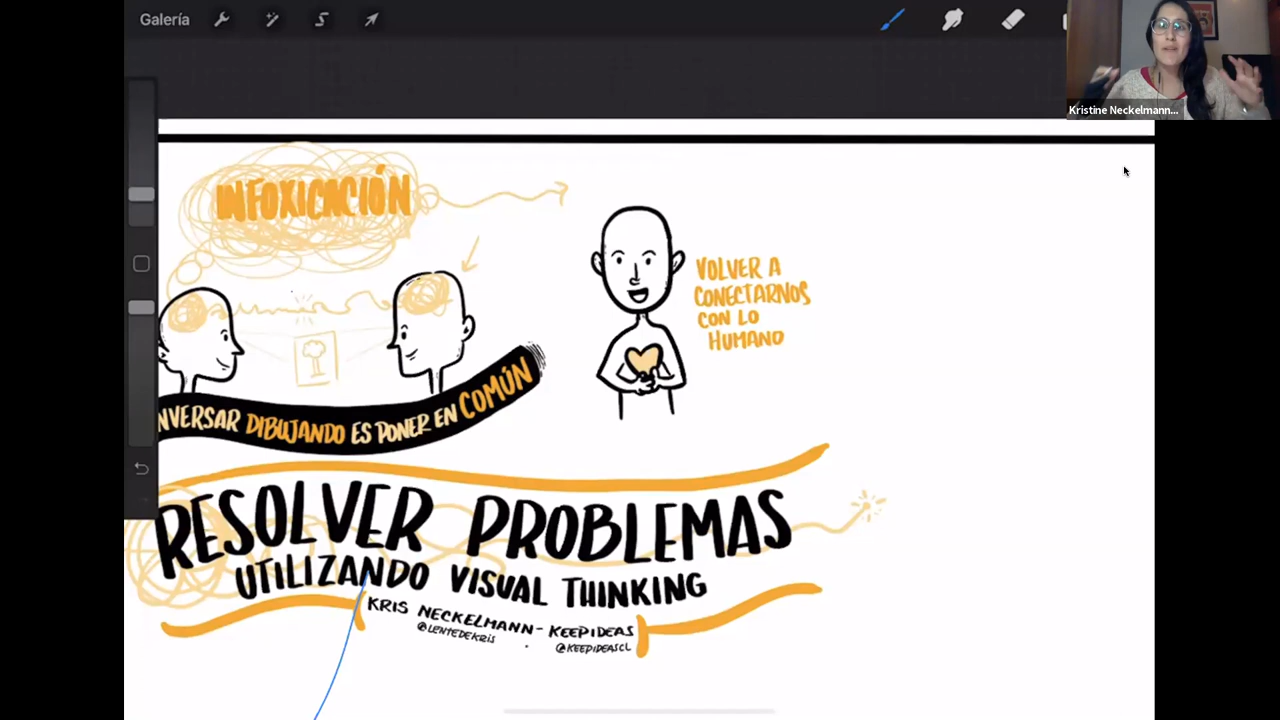 Galería
Kristine Neckelmann...
INFOXICACIÓN
VOLVER A
CONECTARNOS
CON LO
HUMANO
NVERSAR DIBUJANDO ES PONER EN COMÚN
RESOLVER PROBLEMAS
UTILIZANDO VISUAL THINKING
KRIS NECKELMANN- KEEPIDEAS
@LENTEDEKRIS
@KEEPIDEASCL